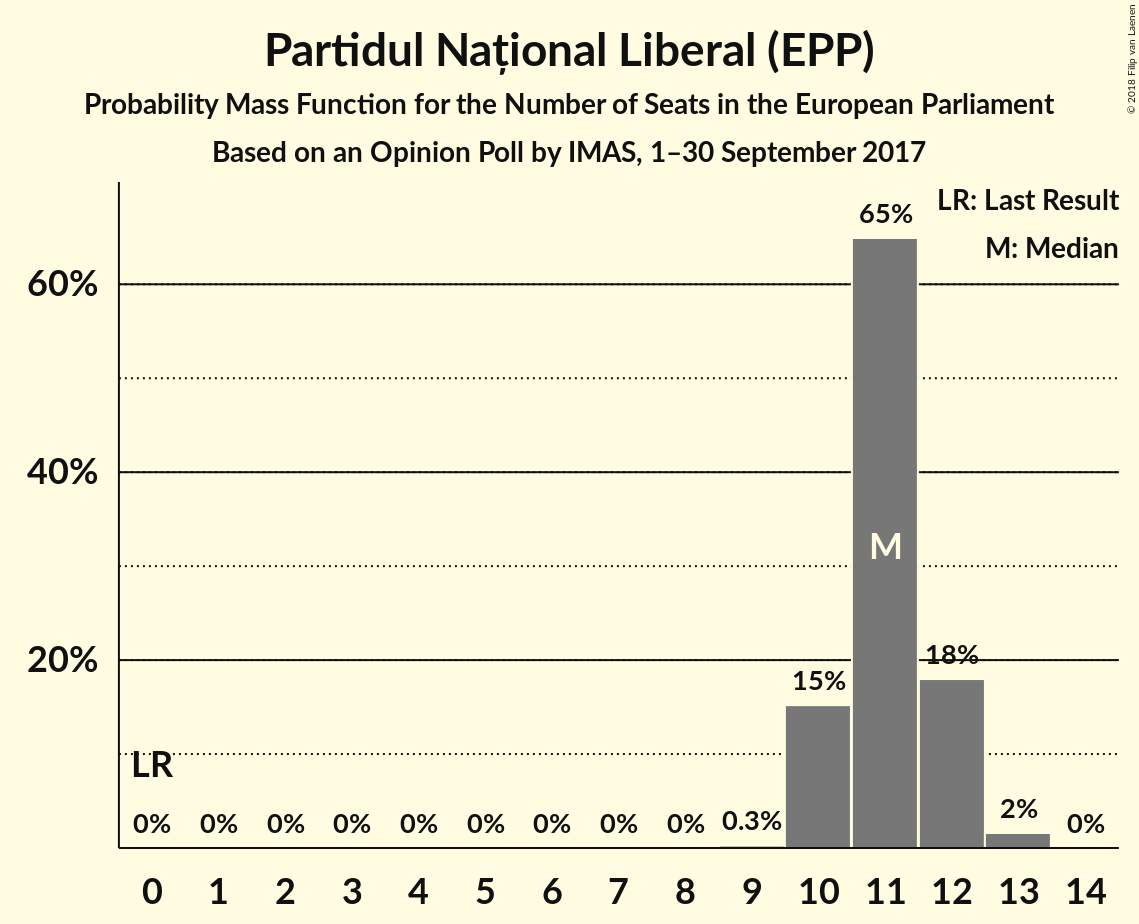 Partidul Național Liberal (EPP)
Probability Mass Function for the Number of Seats in the European Parliament
Based on an Opinion Poll by IMAS, 1–30 September 2017
© 2018 Filip van Laenen
LR: Last Result
M: Median
65%
60%
40%
M
20%
18%
15%
LR
0% 0% 0% 0% 0% 0% 0% 0% 0% 0.3% 2% 0%
0 1 2 3 4 5 6 7 8 9 10 11 12 13 14